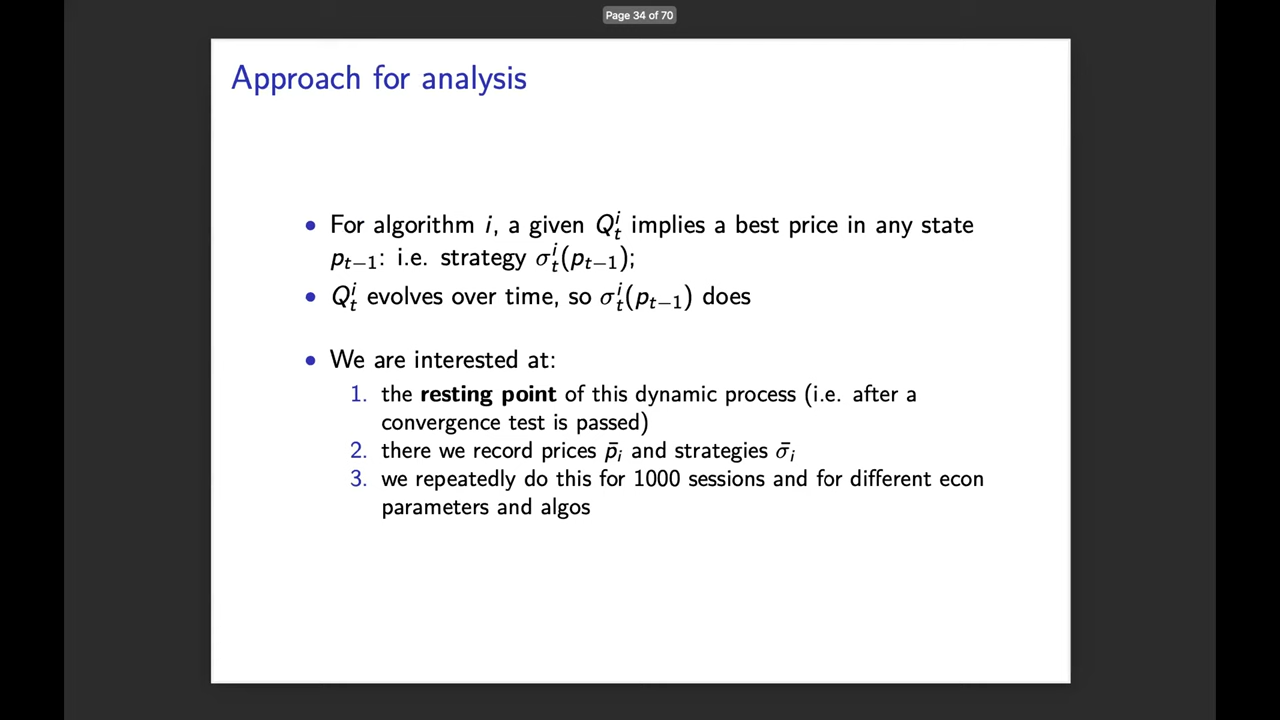 Page 34 of 70
Approach for analysis
• For algorithm i, a given Q_t^i implies a best price in any state
p_{t−1}: i.e. strategy σ_t^i(p_{t−1});
• Q_t^i evolves over time, so σ_t^i(p_{t−1}) does
• We are interested at:
1. the resting point of this dynamic process (i.e. after a
convergence test is passed)
2. there we record prices p̄_i and strategies σ̄_i
3. we repeatedly do this for 1000 sessions and for different econ
parameters and algos